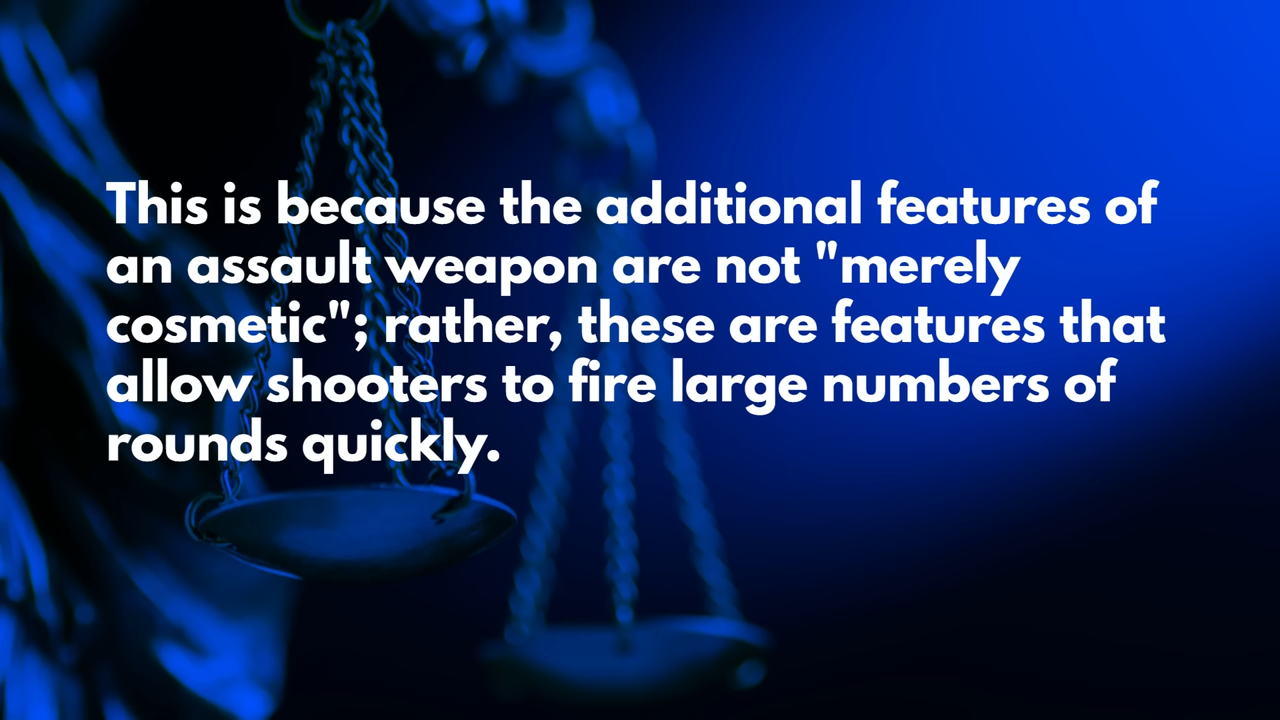 This is because the additional features of
an assault weapon are not "merely
cosmetic"; rather, these are features that
allow shooters to fire large numbers of
rounds quickly.